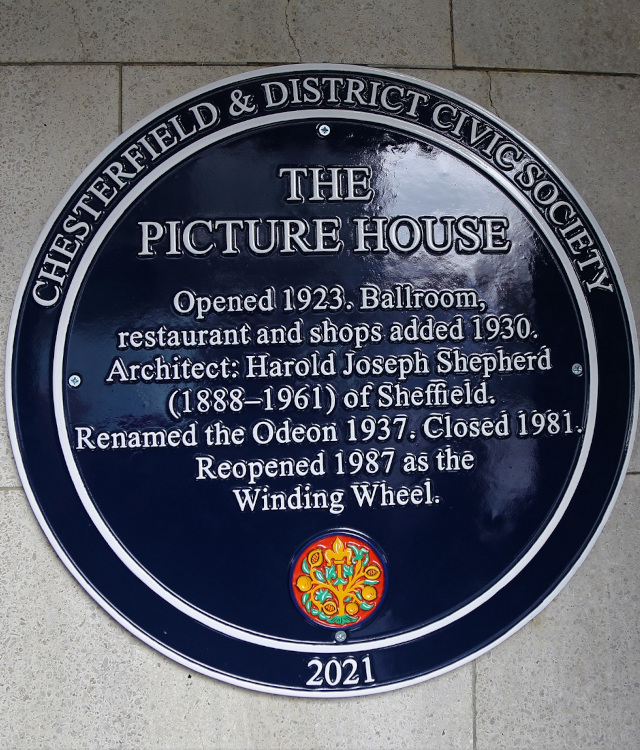 CHESTERFIELD & DISTRICT CIVIC SOCIETY
THE
PICTURE HOUSE
Opened 1923. Ballroom,
restaurant and shops added 1930.
Architect: Harold Joseph Shepherd
(1888–1961) of Sheffield.
Renamed the Odeon 1937. Closed 1981.
Reopened 1987 as the
Winding Wheel.
2021